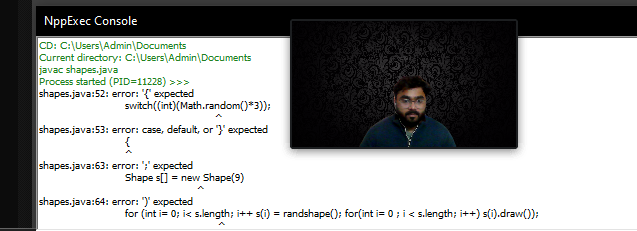 NppExec Console
CD: C:\Users\Admin\Documents
Current directory: C:\Users\Admin\Documents
javac shapes.java
Process started (PID=11228) >>>
shapes.java:52: error: '{' expected
switch((int)(Math.random()*3));
^
shapes.java:53: error: case, default, or '}' expected
{
^
shapes.java:63: error: ';' expected
Shape s[] = new Shape(9)
^
shapes.java:64: error: ')' expected
for (int i= 0; i< s.length; i++ s(i) = randshape(); for(int i= 0 ; i < s.length; i++) s(i).draw());
^